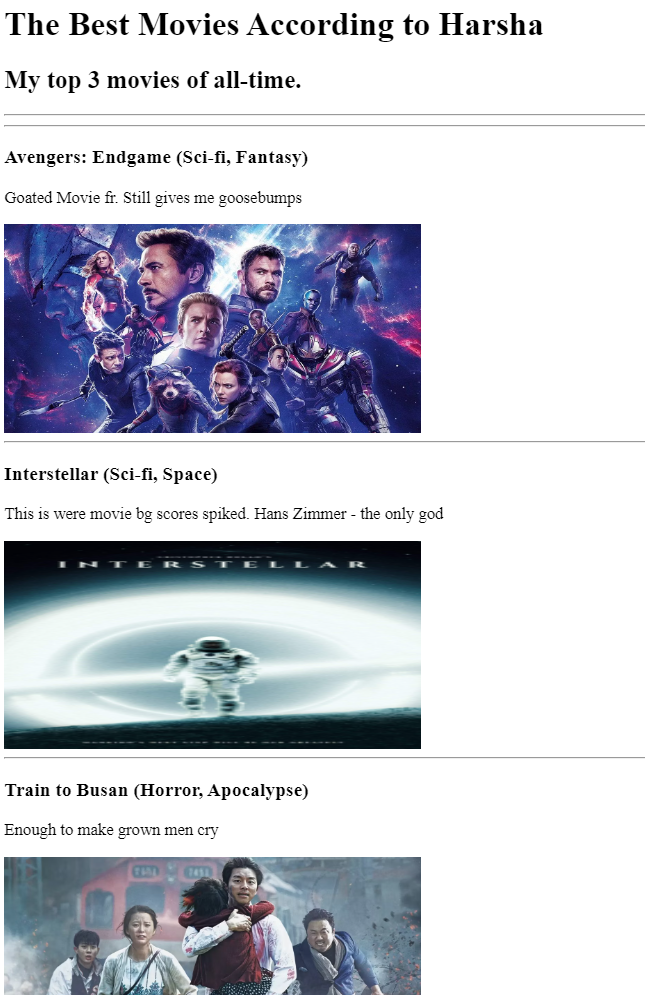 The Best Movies According to Harsha
My top 3 movies of all-time.
Avengers: Endgame (Sci-fi, Fantasy)
Goated Movie fr. Still gives me goosebumps
Interstellar (Sci-fi, Space)
This is were movie bg scores spiked. Hans Zimmer - the only god
INTERSTELLAR
Train to Busan (Horror, Apocalypse)
Enough to make grown men cry